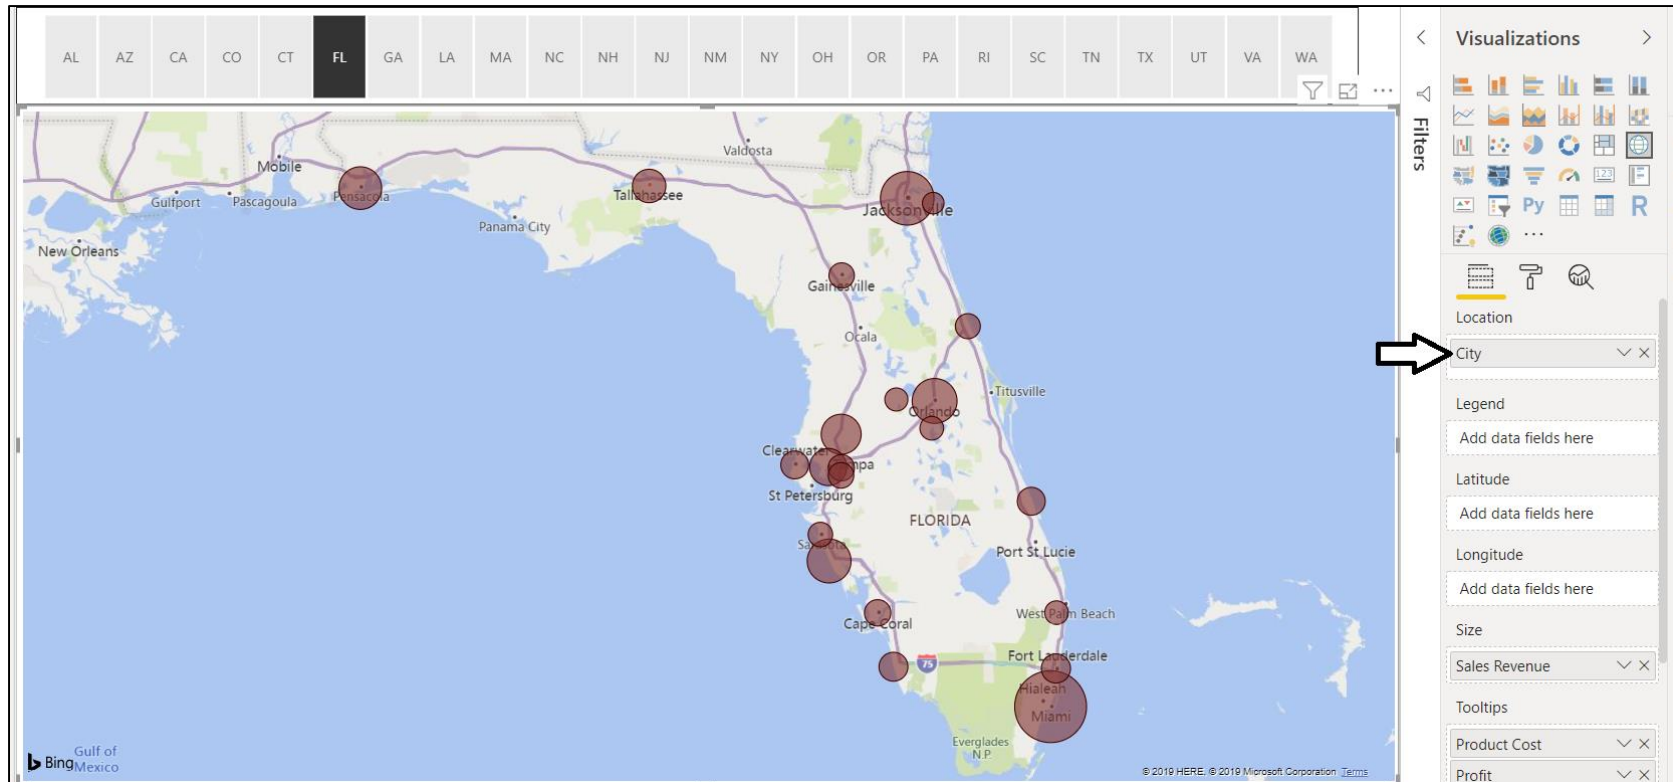 AL AZ CA CO CT FL GA LA MA NC NH NJ NM NY OH OR PA RI SC TN TX UT VA WA
Visualizations
Filters
123
Py
R
Location
City
Legend
Add data fields here
Latitude
Add data fields here
Longitude
Add data fields here
Size
Sales Revenue
Tooltips
Product Cost
Profit
Valdosta
Mobile
Pensacola
Tallahassee
Jacksonville
Gulfport
Pascagoula
Panama City
New Orleans
Gainesville
Ocala
Titusville
Orlando
Clearwater
mpa
St Petersburg
FLORIDA
Port St Lucie
Cape Coral
West Palm Beach
Fort Lauderdale
75
Hialeah
Miami
Everglades
N.P.
Gulf of
Mexico
Bing
© 2019 HERE, © 2019 Microsoft Corporation Terms